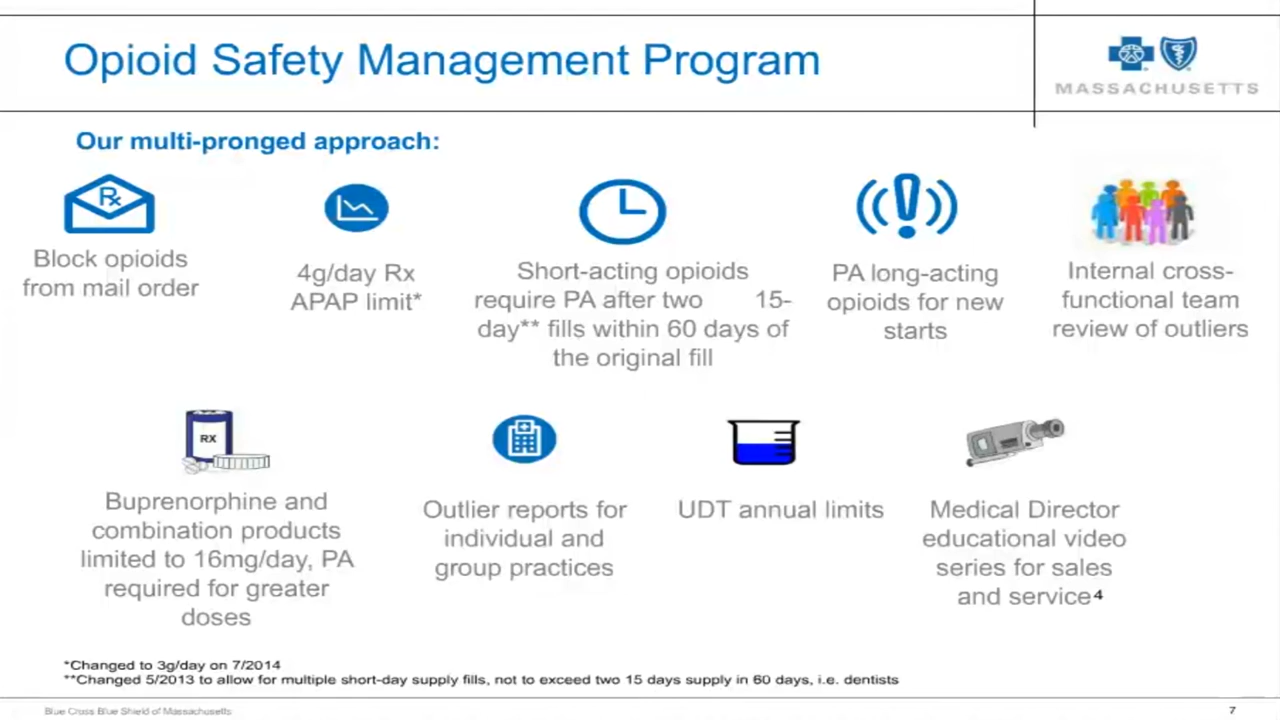 Opioid Safety Management Program
MASSACHUSETTS
Our multi-pronged approach:
Rx
Block opioids
from mail order
4g/day Rx
APAP limit*
Short-acting opioids
require PA after two 15-
day** fills within 60 days of
the original fill
PA long-acting
opioids for new
starts
Internal cross-
functional team
review of outliers
RX
Buprenorphine and
combination products
limited to 16mg/day, PA
required for greater
doses
Outlier reports for
individual and
group practices
UDT annual limits
Medical Director
educational video
series for sales
and service4
*Changed to 3g/day on 7/2014
**Changed 5/2013 to allow for multiple short-day supply fills, not to exceed two 15 days supply in 60 days, i.e. dentists
Blue Cross Blue Shield of Massachusetts
7